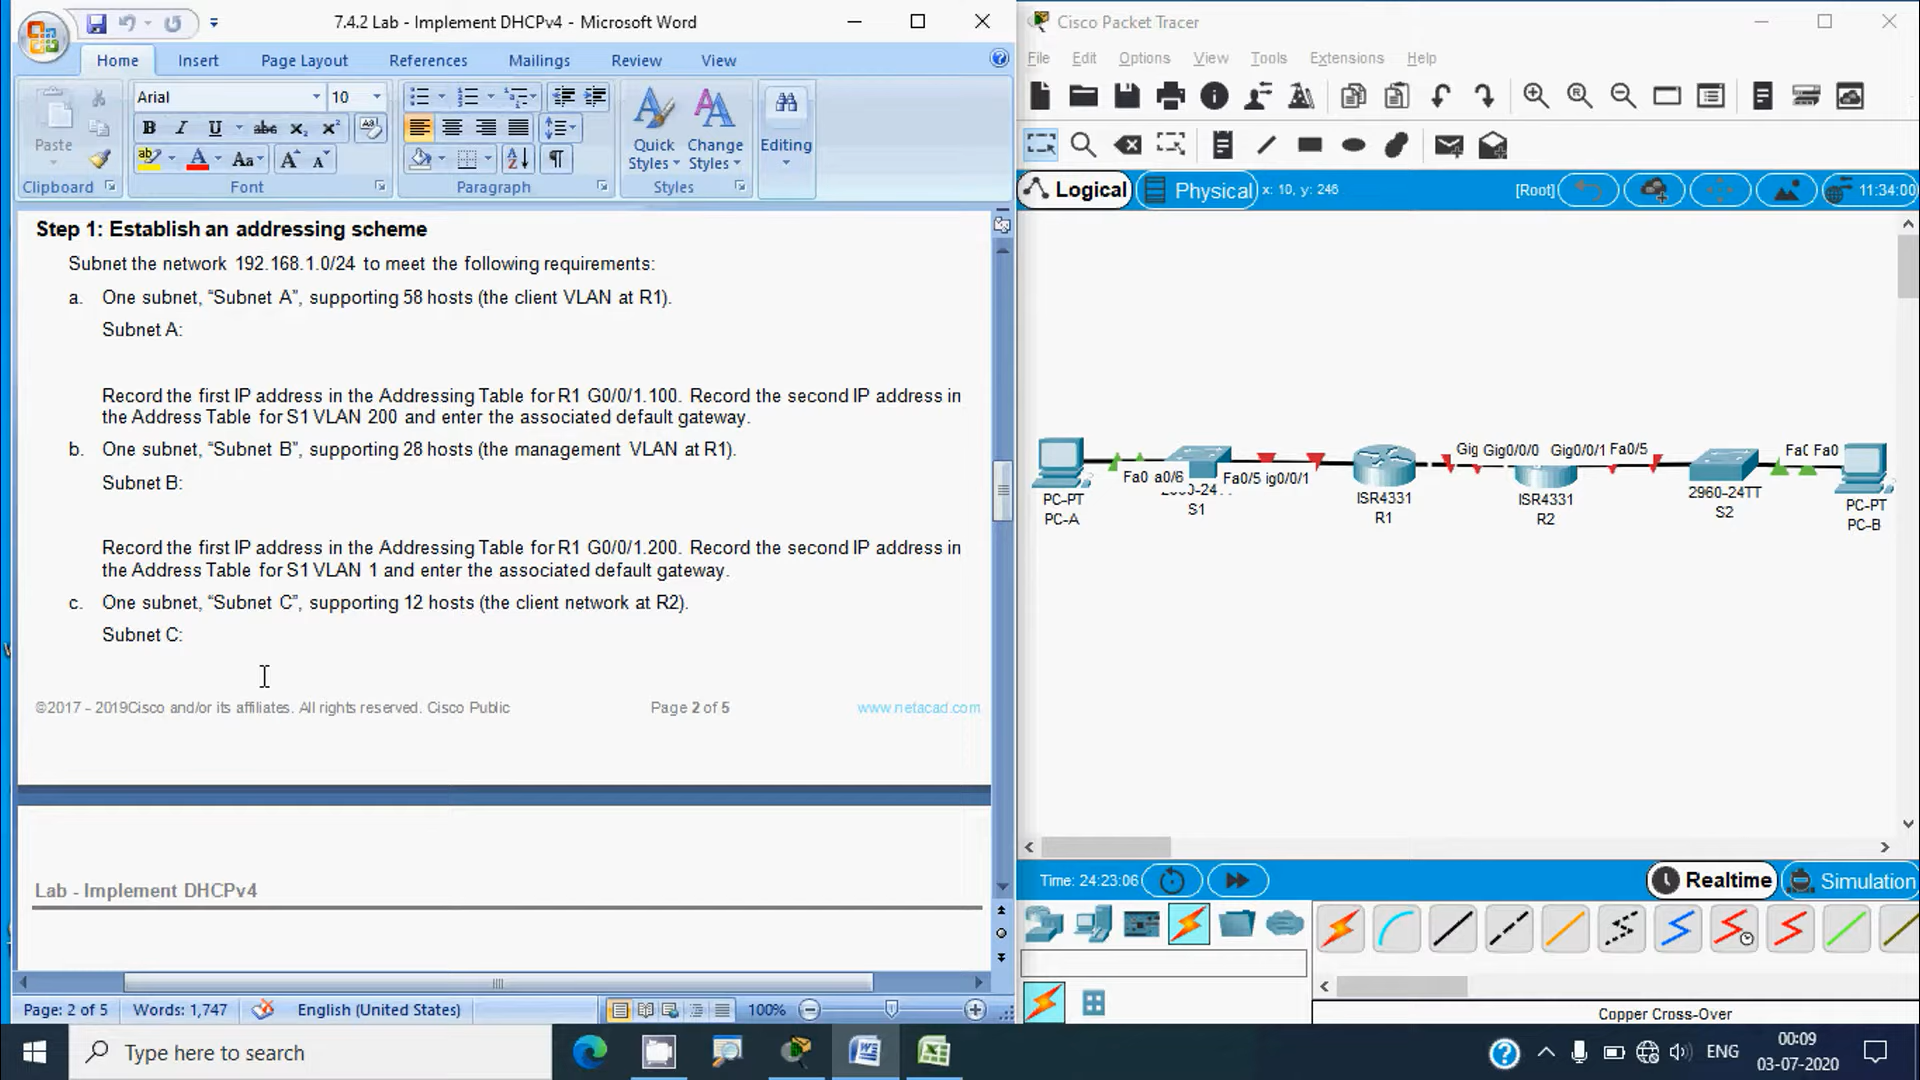 7.4.2 Lab - Implement DHCPv4 - Microsoft Word
Home
Insert
Page Layout
References
Mailings
Review
View
Arial
10
Paste
Quick
Styles
Change
Styles
Editing
Clipboard
Font
Paragraph
Styles
Step 1: Establish an addressing scheme
Subnet the network 192.168.1.0/24 to meet the following requirements:
a. One subnet, “Subnet A”, supporting 58 hosts (the client VLAN at R1).
Subnet A:
Record the first IP address in the Addressing Table for R1 G0/0/1.100. Record the second IP address in
the Address Table for S1 VLAN 200 and enter the associated default gateway.
b. One subnet, “Subnet B”, supporting 28 hosts (the management VLAN at R1).
Subnet B:
Record the first IP address in the Addressing Table for R1 G0/0/1.200. Record the second IP address in
the Address Table for S1 VLAN 1 and enter the associated default gateway.
c. One subnet, “Subnet C”, supporting 12 hosts (the client network at R2).
Subnet C:
©2017 - 2019Cisco and/or its affiliates. All rights reserved. Cisco Public
Page 2 of 5
www.netacad.com
Lab - Implement DHCPv4
Page: 2 of 5
Words: 1,747
English (United States)
100%
Cisco Packet Tracer
File
Edit
Options
View
Tools
Extensions
Help
Logical
Physical
x: 10, y: 246
[Root]
11:34:00
Fa0
a0/6
Fa0/5
ig0/0/1
Gig
Gig0/0/0
Gig0/0/1
Fa0/5
Fa0
PC-PT
PC-A
S1
ISR4331
R1
ISR4331
R2
2960-24TT
S2
PC-PT
PC-B
Time: 24:23:06
Realtime
Simulation
Copper Cross-Over
Type here to search
ENG
00:09
03-07-2020